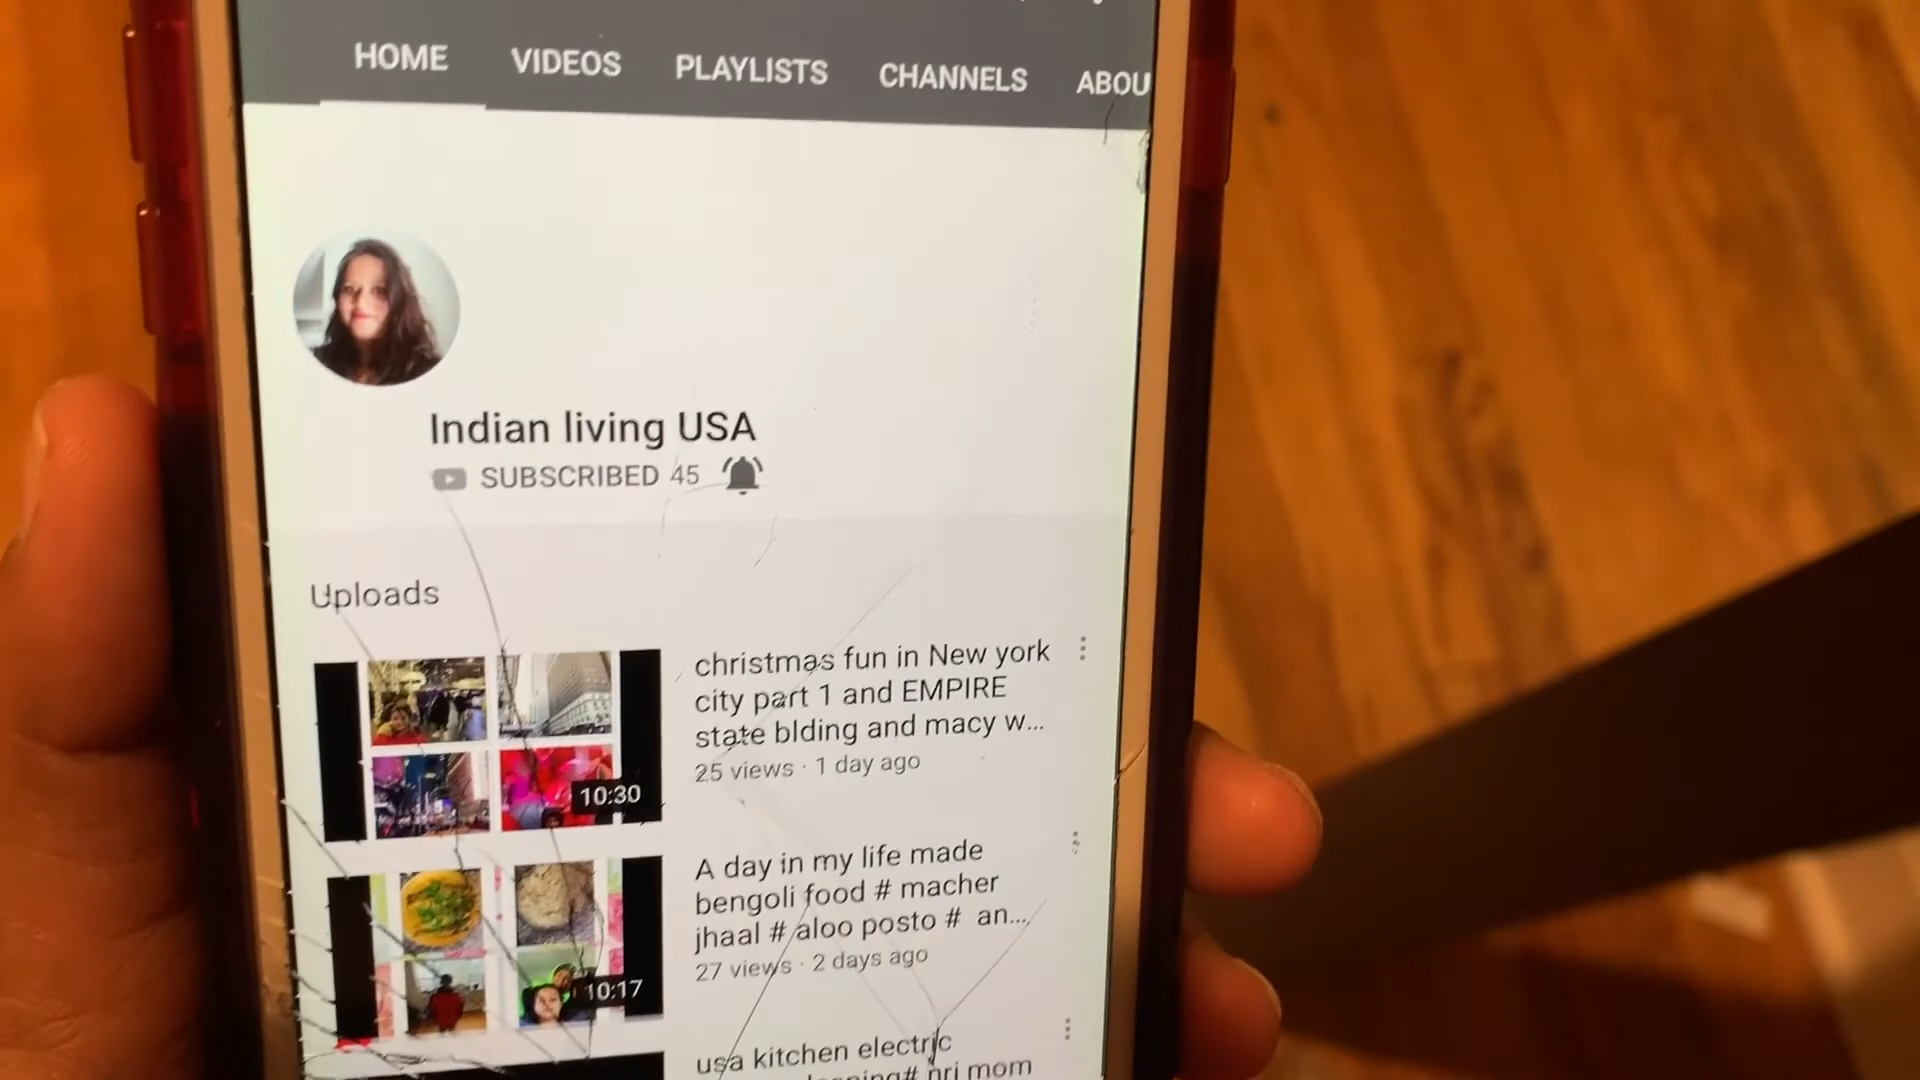 HOME VIDEOS PLAYLISTS CHANNELS ABOU
Indian living USA
SUBSCRIBED 45
Uploads
christmas fun in New york
city part 1 and EMPIRE
state blding and macy w...
25 views · 1 day ago
10:30
A day in my life made
bengoli food # macher
jhaal # aloo posto # an...
27 views · 2 days ago
10:17
usa kitchen electric
nri mom